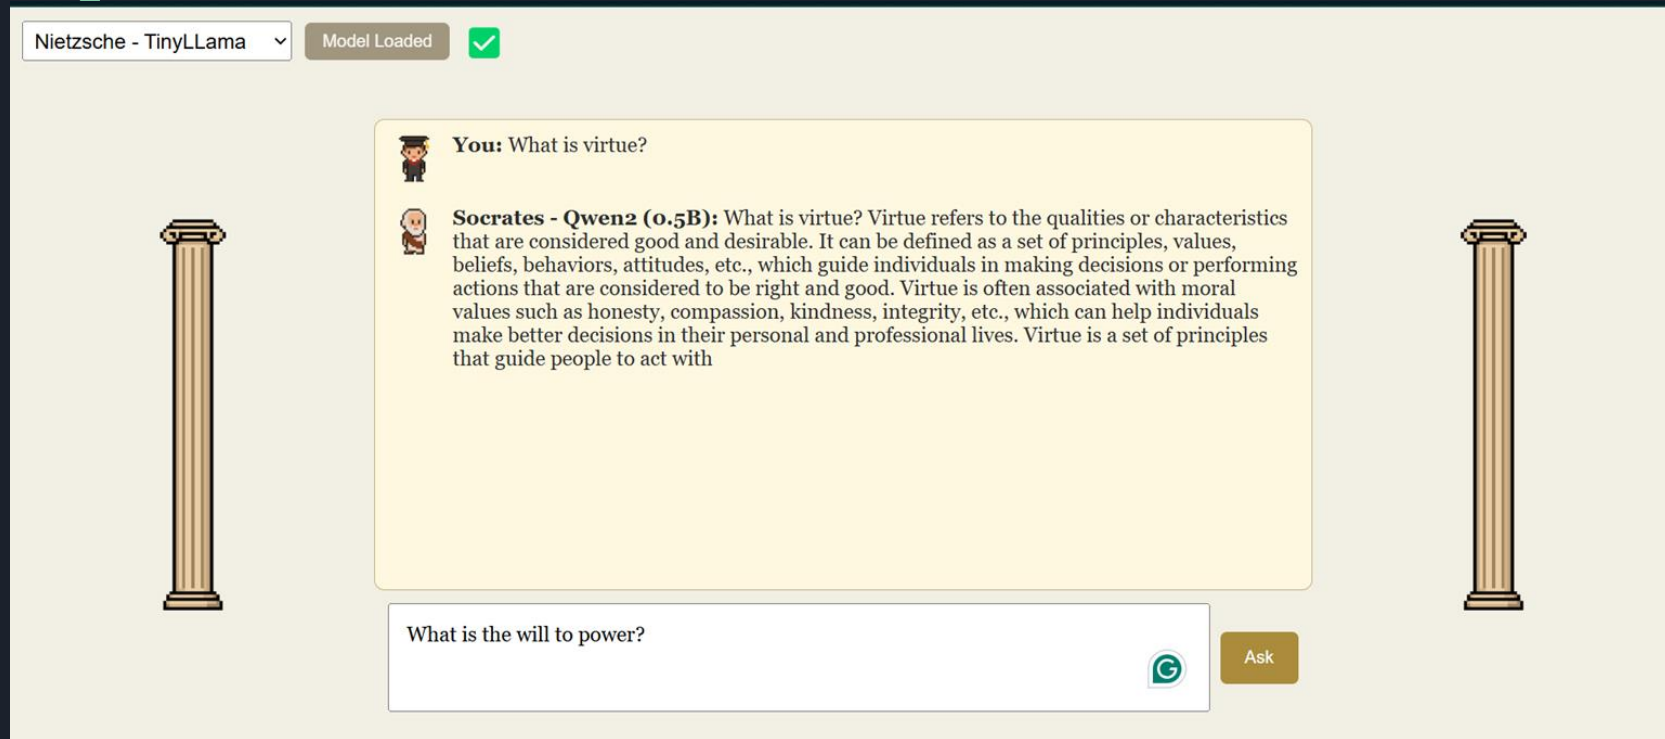 Nietzsche - TinyLLama
Model Loaded
You: What is virtue?
Socrates - Qwen2 (0.5B): What is virtue? Virtue refers to the qualities or characteristics
that are considered good and desirable. It can be defined as a set of principles, values,
beliefs, behaviors, attitudes, etc., which guide individuals in making decisions or performing
actions that are considered to be right and good. Virtue is often associated with moral
values such as honesty, compassion, kindness, integrity, etc., which can help individuals
make better decisions in their personal and professional lives. Virtue is a set of principles
that guide people to act with
What is the will to power?
G
Ask